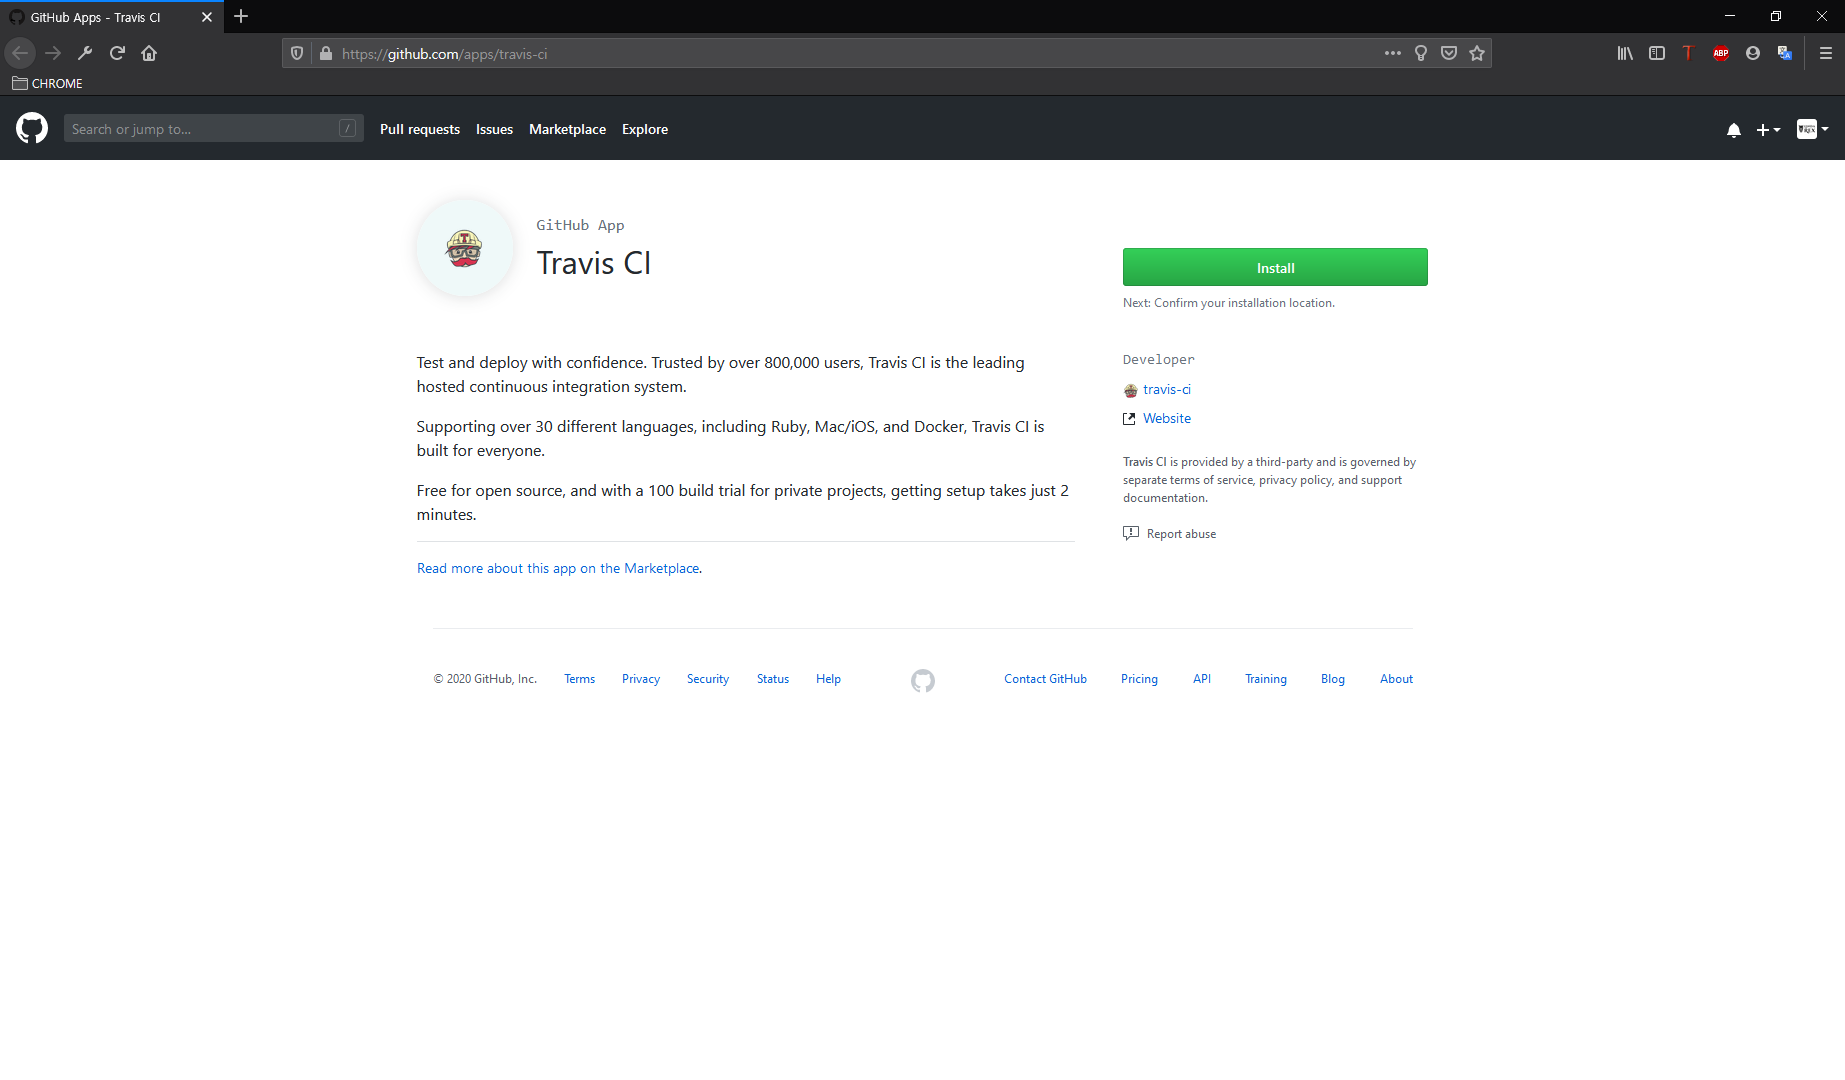 GitHub Apps - Travis CI
https://github.com/apps/travis-ci
ABP
CHROME
Search or jump to...
/
Pull requests
Issues
Marketplace
Explore
GitHub App
Travis CI
Install
Next: Confirm your installation location.
Test and deploy with confidence. Trusted by over 800,000 users, Travis CI is the leading
hosted continuous integration system.
Supporting over 30 different languages, including Ruby, Mac/iOS, and Docker, Travis CI is
built for everyone.
Free for open source, and with a 100 build trial for private projects, getting setup takes just 2
minutes.
Read more about this app on the Marketplace.
Developer
travis-ci
Website
Travis CI is provided by a third-party and is governed by
separate terms of service, privacy policy, and support
documentation.
Report abuse
© 2020 GitHub, Inc.
Terms
Privacy
Security
Status
Help
Contact GitHub
Pricing
API
Training
Blog
About